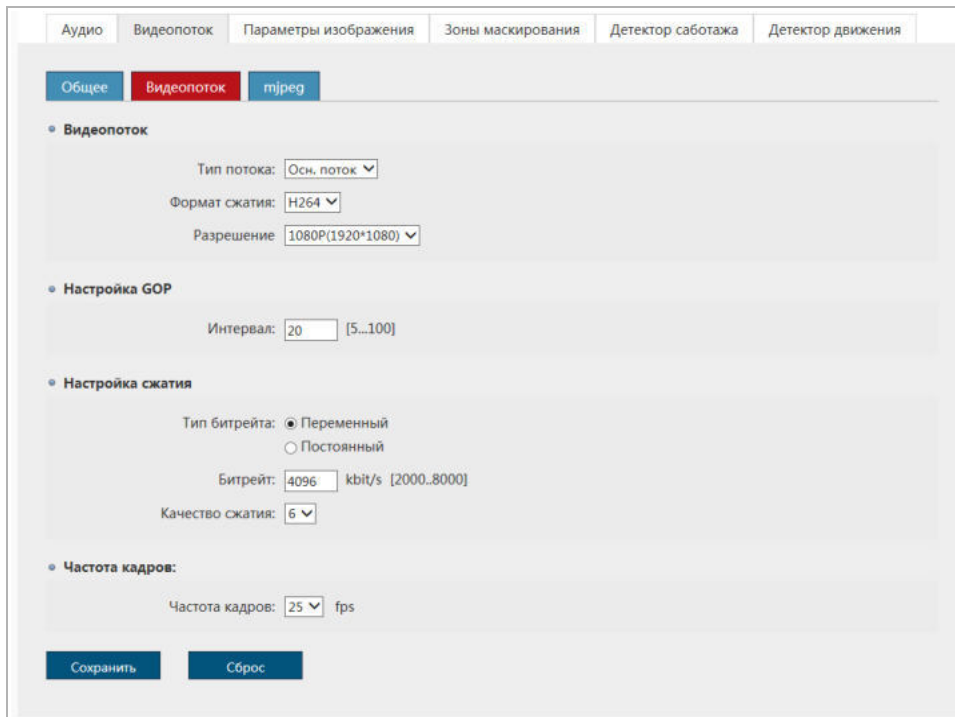 Аудио Видеопоток Параметры изображения Зоны маскирования Детектор саботажа Детектор движения
Общее Видеопоток mjpeg
Видеопоток
Тип потока: Осн. поток
Формат сжатия: H264
Разрешение 1080P(1920*1080)
Настройка GOP
Интервал: 20 [5...100]
Настройка сжатия
Тип битрейта: Переменный
Постоянный
Битрейт: 4096 kbit/s [2000..8000]
Качество сжатия: 6
Частота кадров:
Частота кадров: 25 fps
Сохранить Сброс